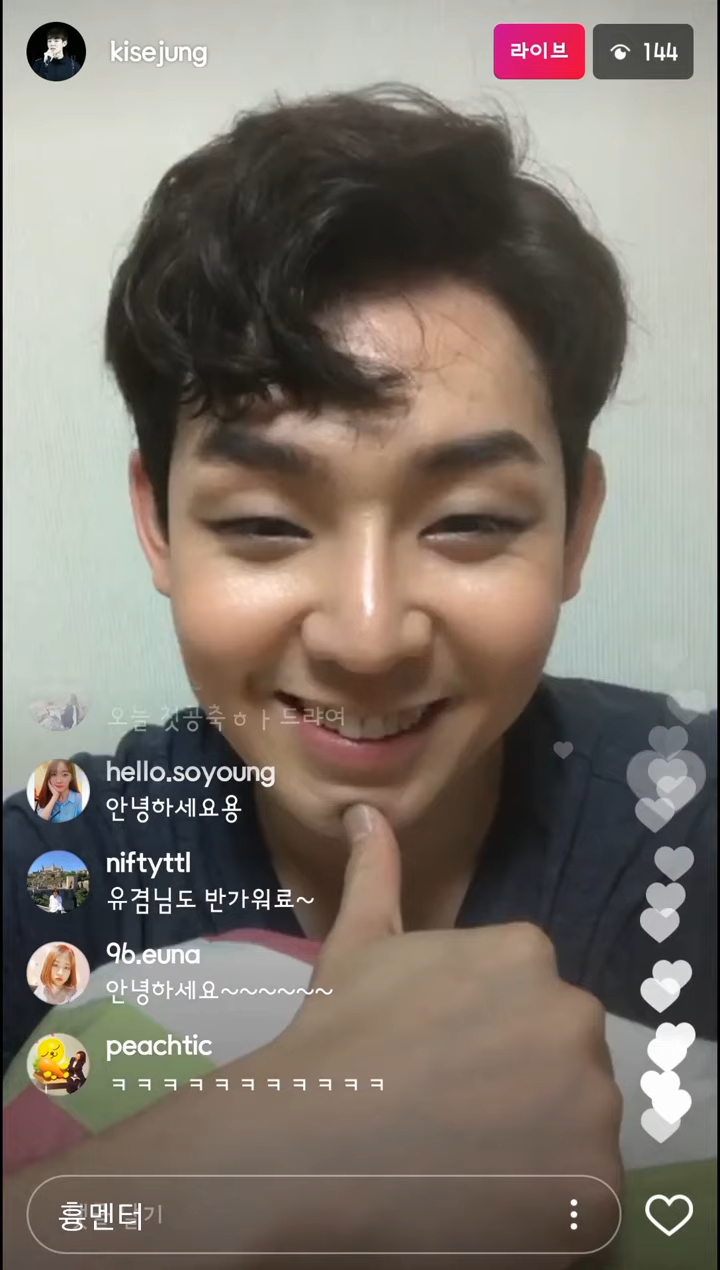 kisejung
라이브
144
오늘 첫공축ㅎㅏ드랴여
hello.soyoung
안녕하세요용
niftyttl
유겸님도 반가워료~
96.euna
안녕하세요~~~~~~
peachtic
ㅋㅋㅋㅋㅋㅋㅋㅋㅋㅋㅋ
흉멘터